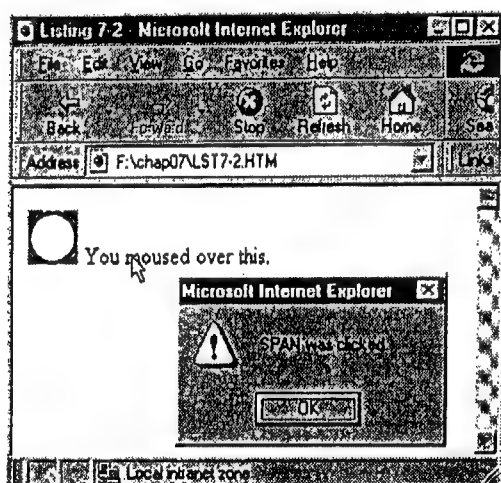 Listing 7-2 - Microsoft Internet Explorer
File Edit View Go Favorites Help
Back Forward Stop Refresh Home Sea
Address F:\chap07\LST7-2.HTM Links
You moused over this.
Microsoft Internet Explorer
SPAN was clicked
OK
Local intranet zone